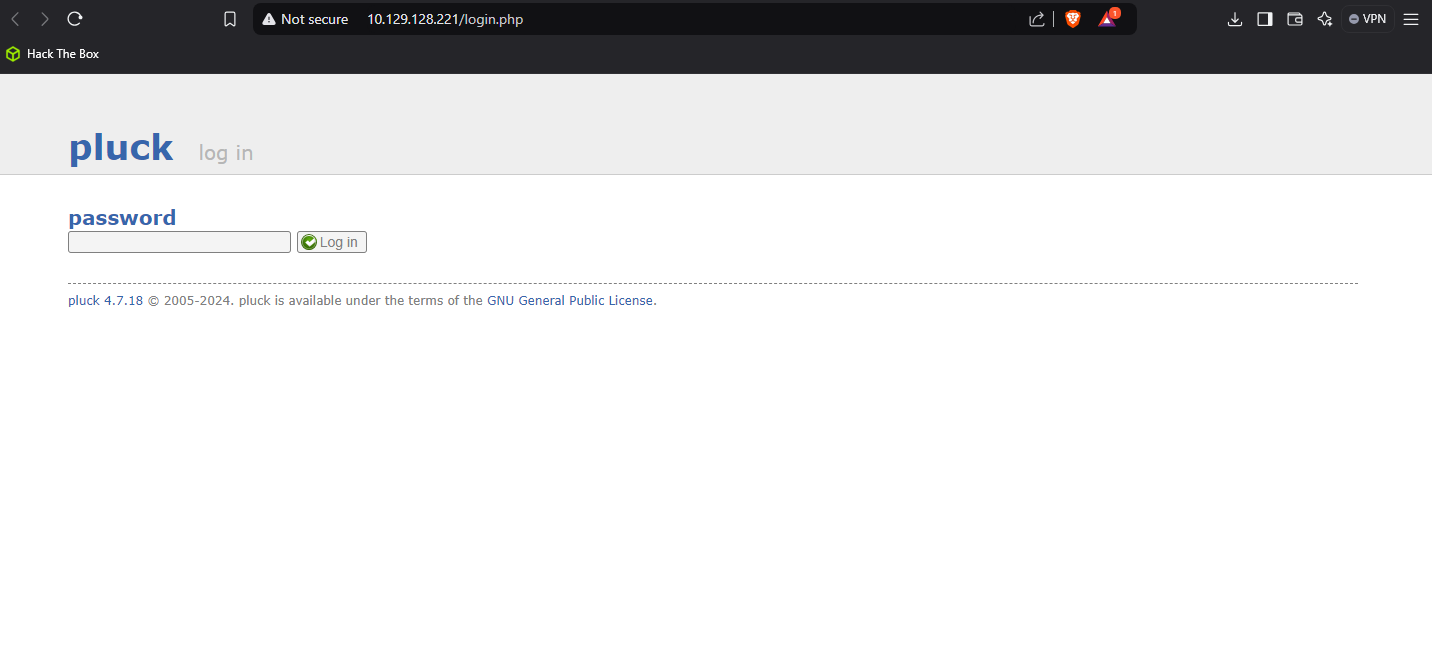 Not secure 10.129.128.221/login.php 1 VPN
Hack The Box
pluck log in
password
Log in
pluck 4.7.18 © 2005-2024. pluck is available under the terms of the GNU General Public License.